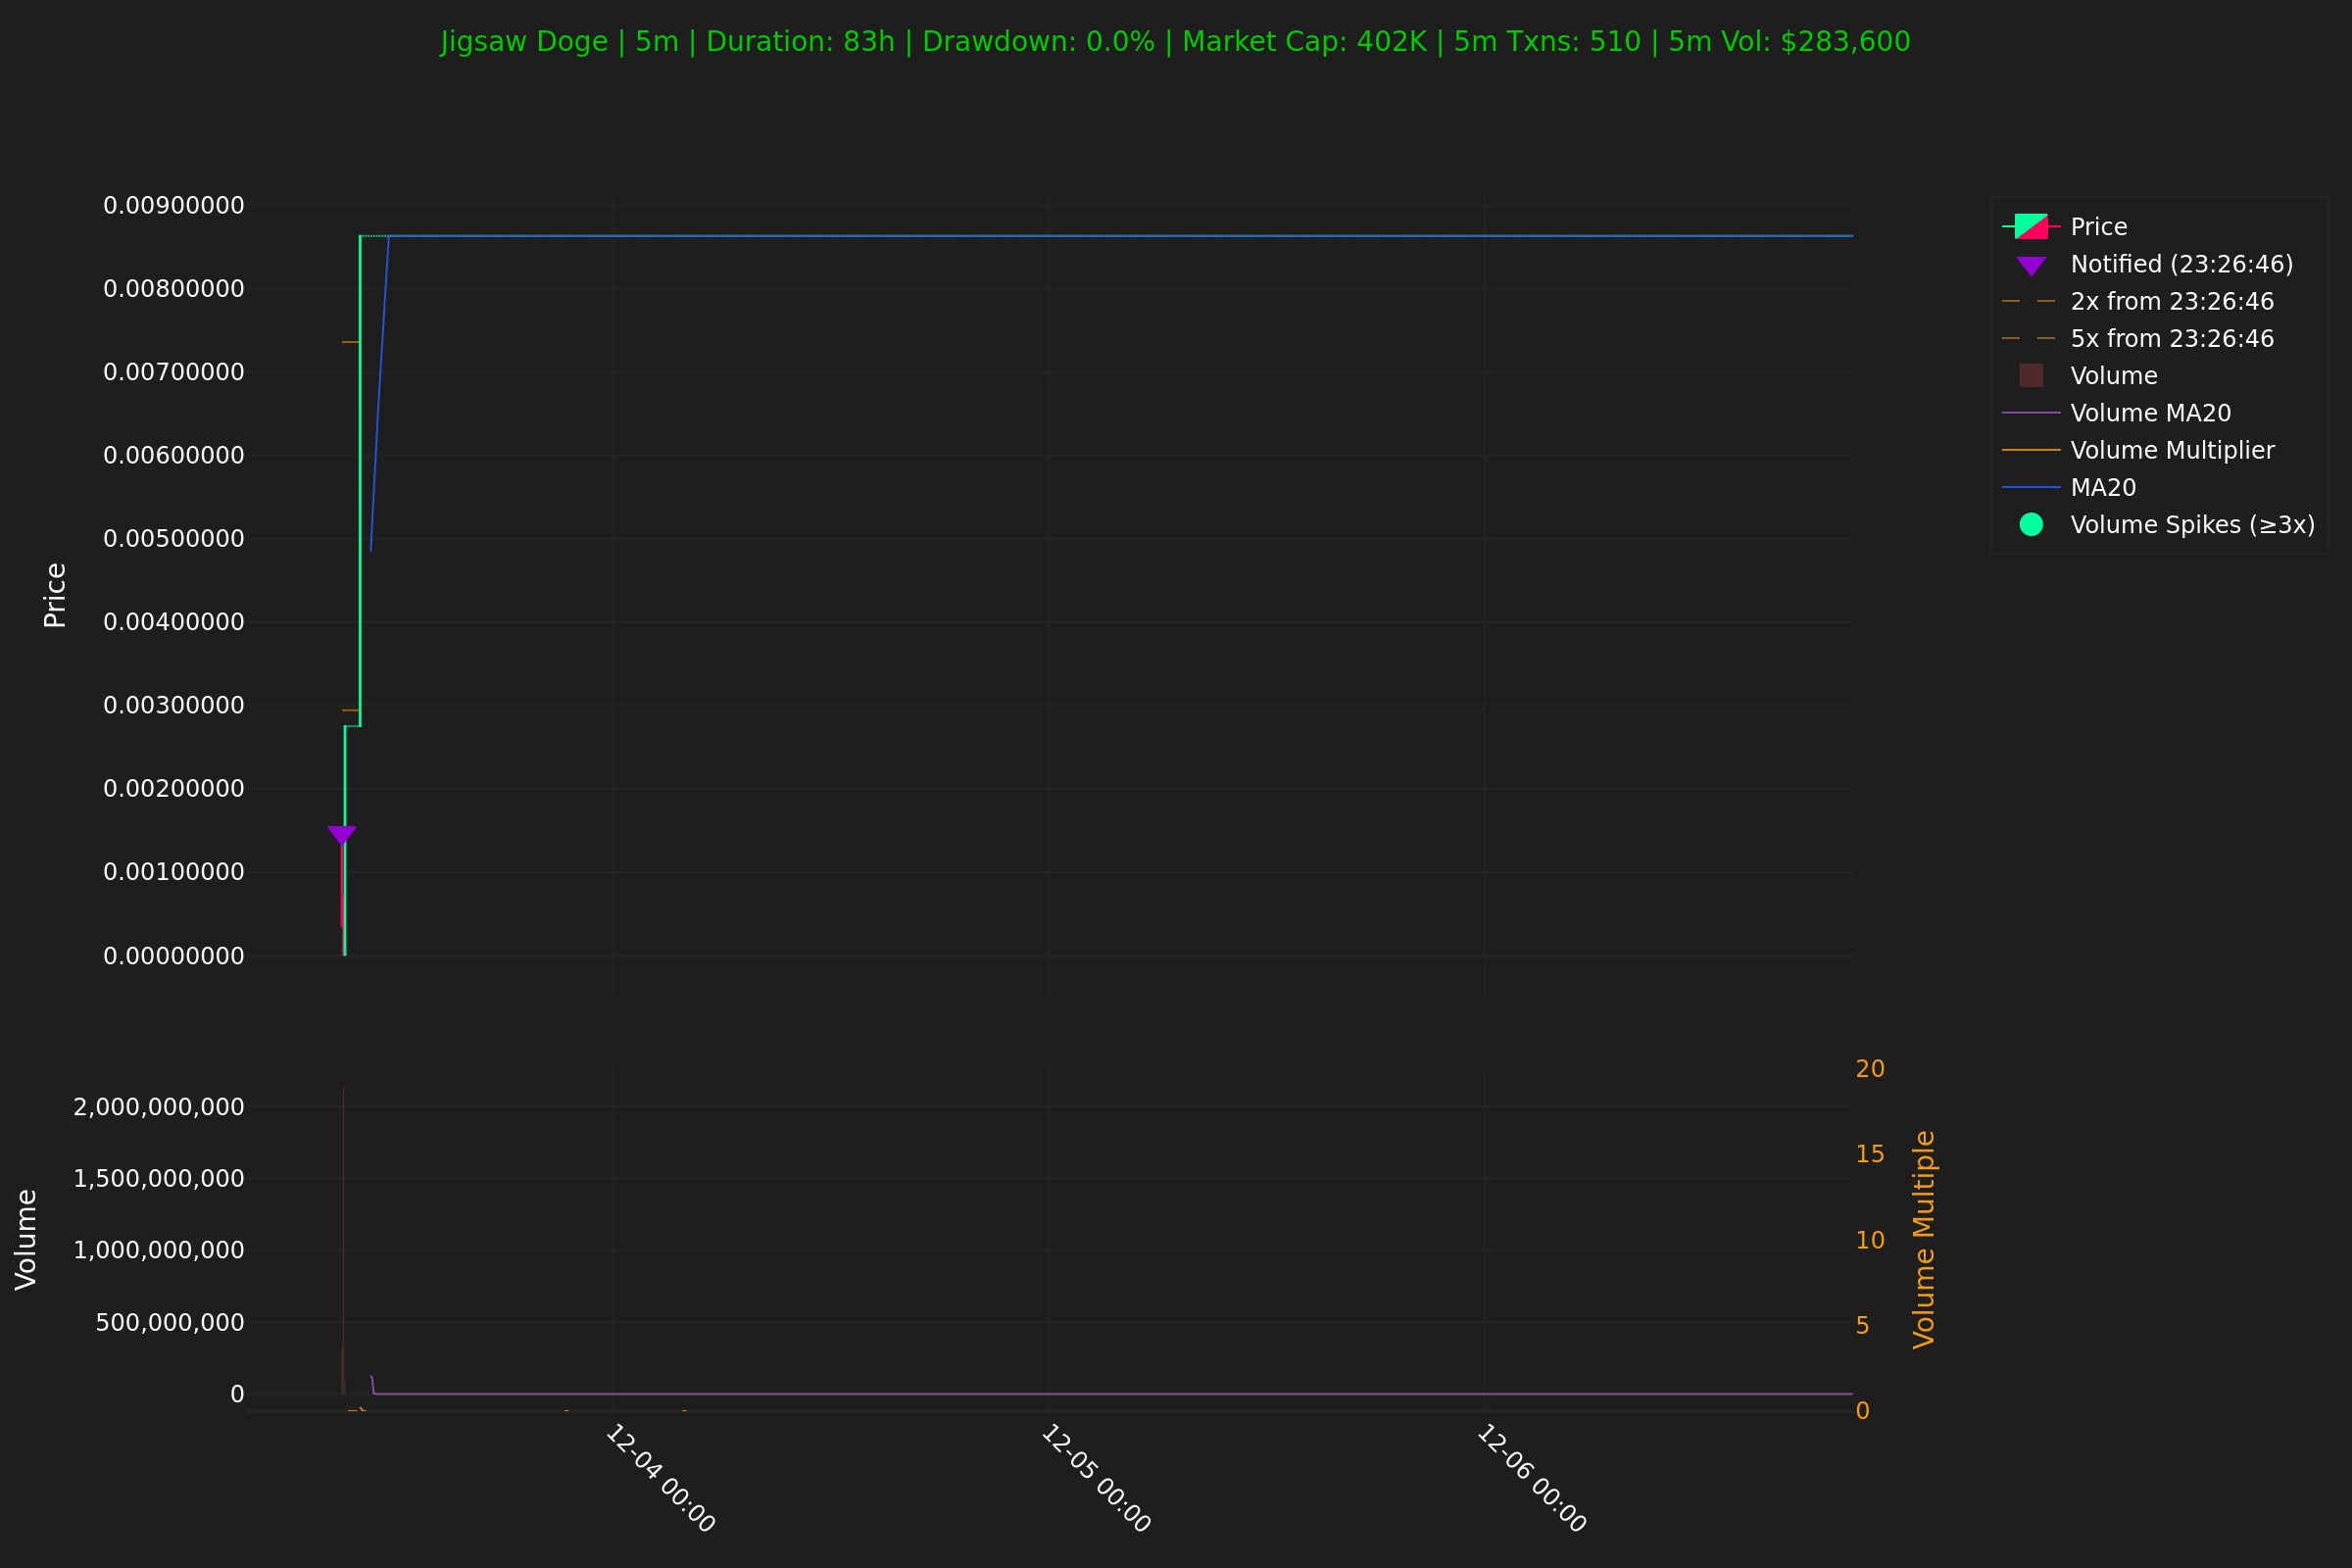 Jigsaw Doge | 5m | Duration: 83h | Drawdown: 0.0% | Market Cap: 402K | 5m Txns: 510 | 5m Vol: $283,600
Price
0.00900000
0.00800000
0.00700000
0.00600000
0.00500000
0.00400000
0.00300000
0.00200000
0.00100000
0.00000000
Price
Notified (23:26:46)
2x from 23:26:46
5x from 23:26:46
Volume
Volume MA20
Volume Multiplier
MA20
Volume Spikes (≥3x)
Volume
2,000,000,000
1,500,000,000
1,000,000,000
500,000,000
0
20
15
10
5
0
Volume Multiple
12-04 00:00
12-05 00:00
12-06 00:00